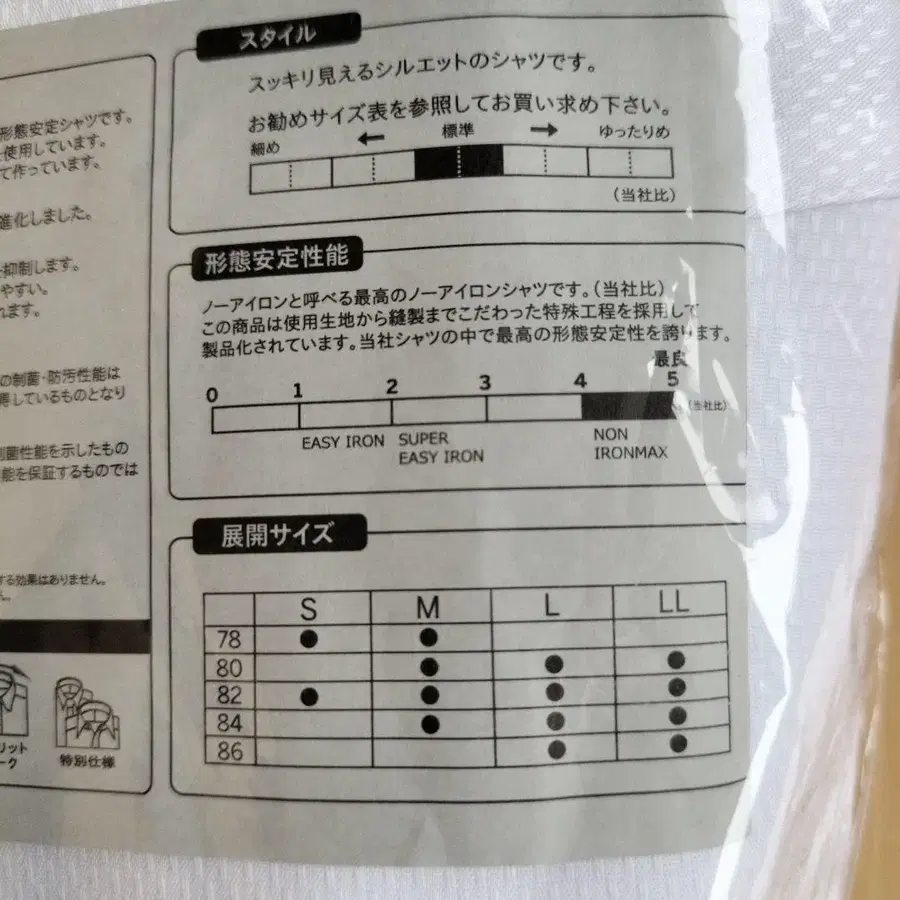 形態安定シャツです。
使用しています。
て作っています。
進化しました。
抑制します。
やすい。
れます。
の制菌・防汚性能は
得しているものとなり
制菌性能を示したもの
能を保証するものでは
する効果はありません。
ん。
リット
ーク
特別仕様
スタイル
スッキリ見えるシルエットのシャツです。
お勧めサイズ表を参照してお買い求め下さい。
細め ← 標準 → ゆったりめ
(当社比)
形態安定性能
ノーアイロンと呼べる最高のノーアイロンシャツです。(当社比)
この商品は使用生地から縫製までこだわった特殊工程を採用して
製品化されています。当社シャツの中で最高の形態安定性を誇ります。
最良
0 1 2 3 4 5
(当社比)
EASY IRON SUPER EASY IRON NON IRONMAX
展開サイズ
S M L LL
78 ● ●
80 ● ● ●
82 ● ● ● ●
84 ● ● ●
86 ● ●